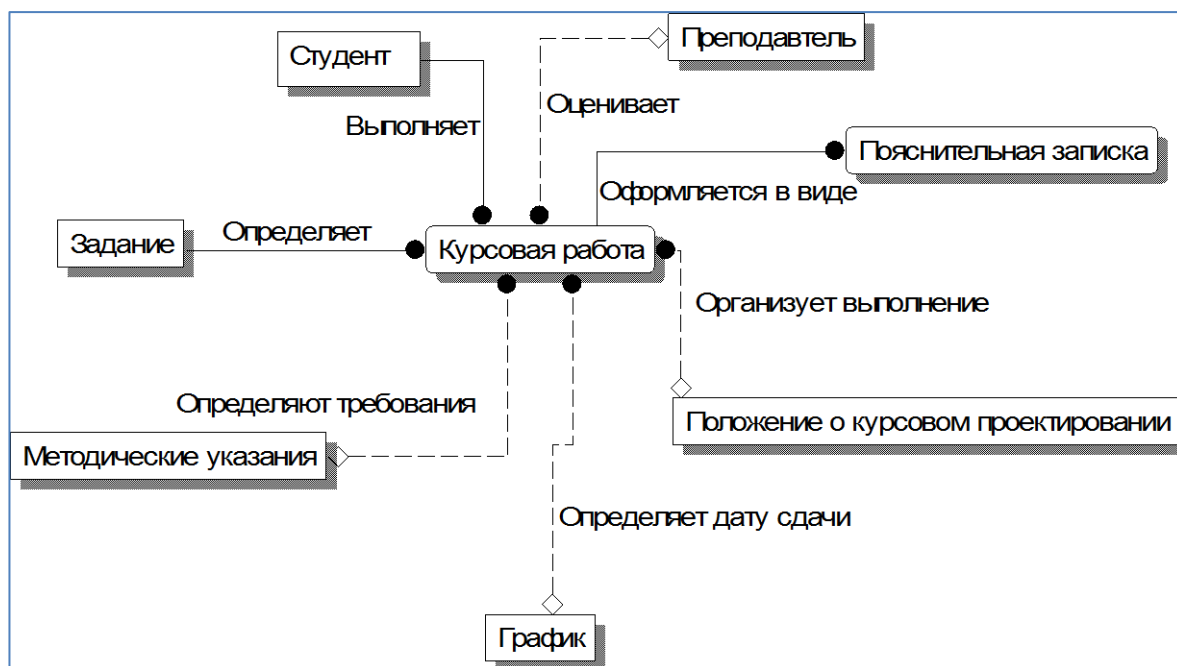 Преподавтель
Студент
Оценивает
Выполняет
Пояснительная записка
Оформляется в виде
Задание
Определяет
Курсовая работа
Организует выполнение
Определяют требования
Положение о курсовом проектировании
Методические указания
Определяет дату сдачи
График